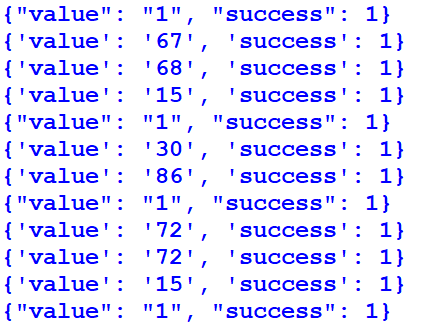 {"value": "1", "success": 1}
{'value': '67', 'success': 1}
{'value': '68', 'success': 1}
{'value': '15', 'success': 1}
{"value": "1", "success": 1}
{'value': '30', 'success': 1}
{'value': '86', 'success': 1}
{"value": "1", "success": 1}
{'value': '72', 'success': 1}
{'value': '72', 'success': 1}
{'value': '15', 'success': 1}
{"value": "1", "success": 1}